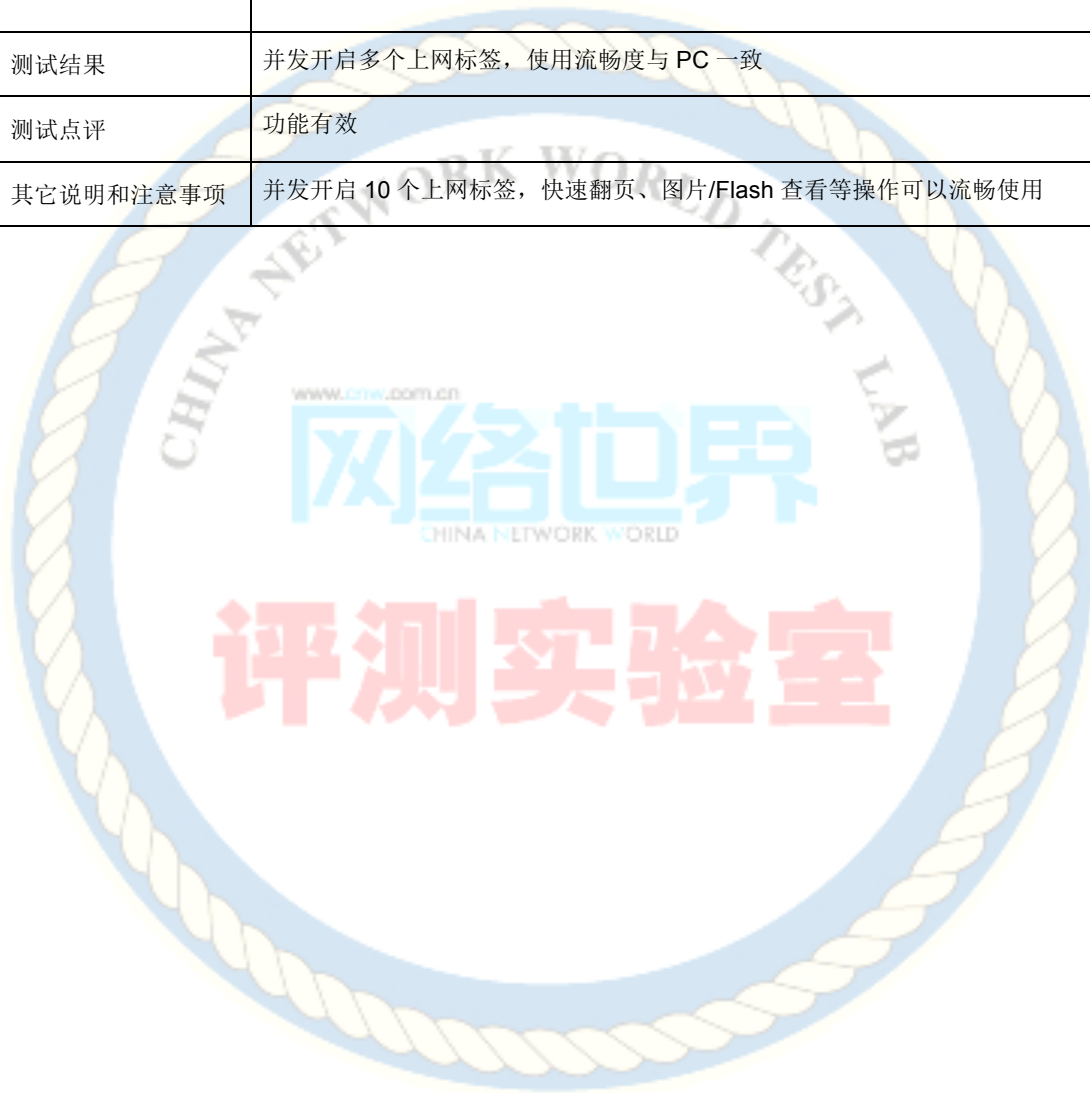 测试结果 并发开启多个上网标签，使用流畅度与 PC 一致
测试点评 功能有效
其它说明和注意事项 并发开启 10 个上网标签，快速翻页、图片/Flash 查看等操作可以流畅使用
CHINA NETWORK WORLD TEST LAB
www.cnw.com.cn
网络世界
CHINA NETWORK WORLD
评测实验室